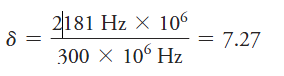 δ = 2181 Hz × 10⁶ / 300 × 10⁶ Hz = 7.27